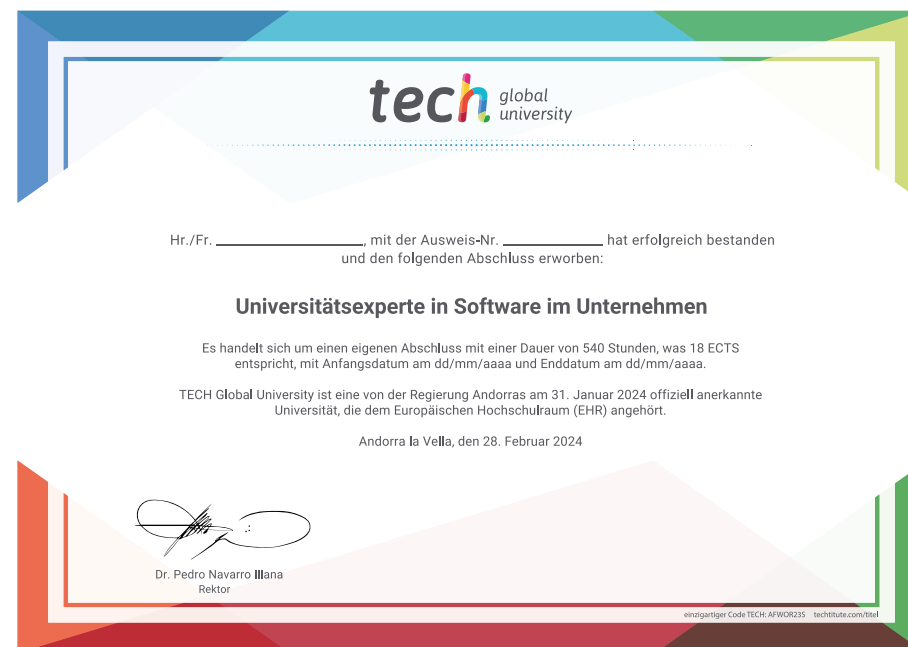 tech global university
Hr./Fr. ____________________, mit der Ausweis-Nr. ______________ hat erfolgreich bestanden
und den folgenden Abschluss erworben:
Universitätsexperte in Software im Unternehmen
Es handelt sich um einen eigenen Abschluss mit einer Dauer von 540 Stunden, was 18 ECTS
entspricht, mit Anfangsdatum am dd/mm/aaaa und Enddatum am dd/mm/aaaa.
TECH Global University ist eine von der Regierung Andorras am 31. Januar 2024 offiziell anerkannte
Universität, die dem Europäischen Hochschulraum (EHR) angehört.
Andorra la Vella, den 28. Februar 2024
Dr. Pedro Navarro Illana
Rektor
einzigartiger Code TECH: AFWOR23S techtitute.com/titel